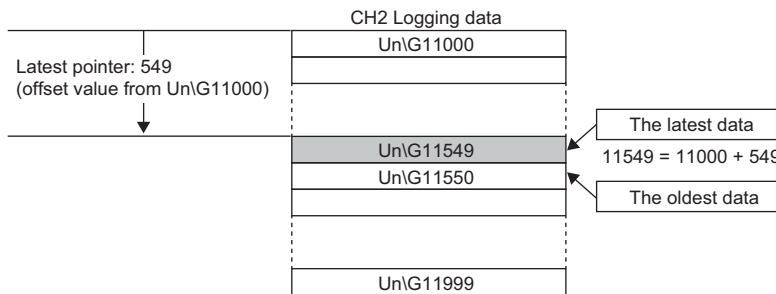 CH2 Logging data
Un\G11000
Latest pointer: 549
(offset value from Un\G11000)
Un\G11549
The latest data
11549 = 11000 + 549
Un\G11550
The oldest data
Un\G11999